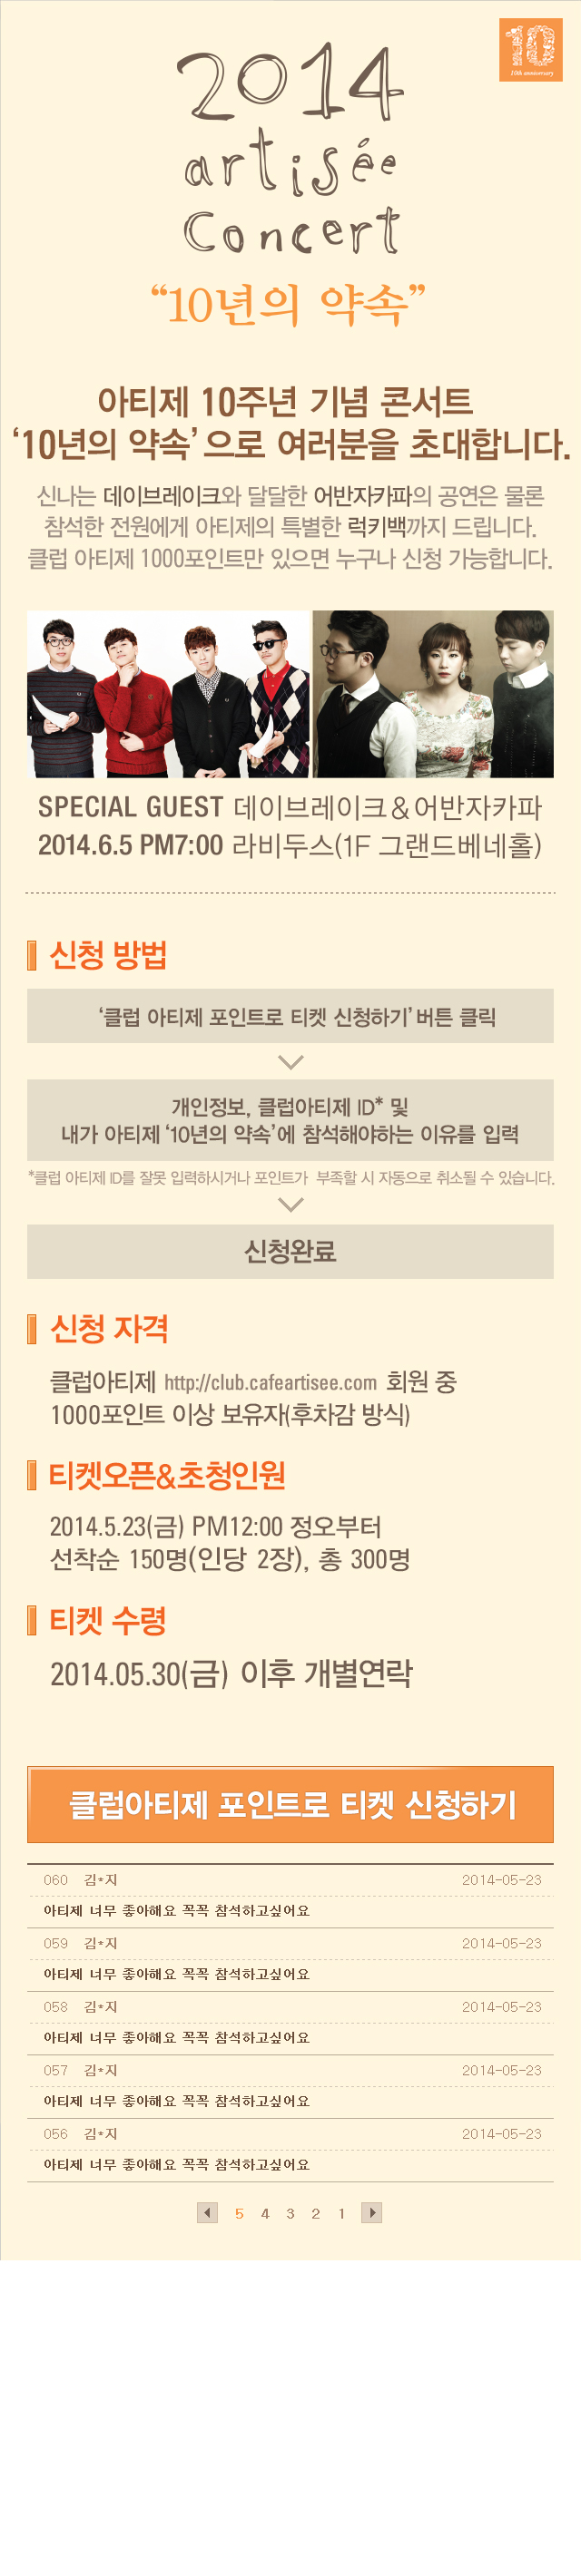 10
10th anniversary
2014
artisée
Concert
“10년의 약속”
아티제 10주년 기념 콘서트
‘10년의 약속’ 으로 여러분을 초대합니다.
신나는 데이브레이크와 달달한 어반자카파의 공연은 물론
참석한 전원에게 아티제의 특별한 럭키백까지 드립니다.
클럽 아티제 1000포인트만 있으면 누구나 신청 가능합니다.
SPECIAL GUEST 데이브레이크&어반자카파
2014.6.5 PM7:00 라비두스(1F 그랜드베네홀)
신청 방법
‘클럽 아티제 포인트로 티켓 신청하기’ 버튼 클릭
개인정보, 클럽아티제 ID* 및
내가 아티제 ‘10년의 약속’에 참석해야하는 이유를 입력
*클럽 아티제 ID를 잘못 입력하시거나 포인트가 부족할 시 자동으로 취소될 수 있습니다.
신청완료
신청 자격
클럽아티제 http://club.cafeartisee.com 회원 중
1000포인트 이상 보유자(후차감 방식)
티켓오픈&초청인원
2014.5.23(금) PM12:00 정오부터
선착순 150명(인당 2장), 총 300명
티켓 수령
2014.05.30(금) 이후 개별연락
클럽아티제 포인트로 티켓 신청하기
060 김*지 2014-05-23
아티제 너무 좋아해요 꼭꼭 참석하고싶어요
059 김*지 2014-05-23
아티제 너무 좋아해요 꼭꼭 참석하고싶어요
058 김*지 2014-05-23
아티제 너무 좋아해요 꼭꼭 참석하고싶어요
057 김*지 2014-05-23
아티제 너무 좋아해요 꼭꼭 참석하고싶어요
056 김*지 2014-05-23
아티제 너무 좋아해요 꼭꼭 참석하고싶어요
5 4 3 2 1